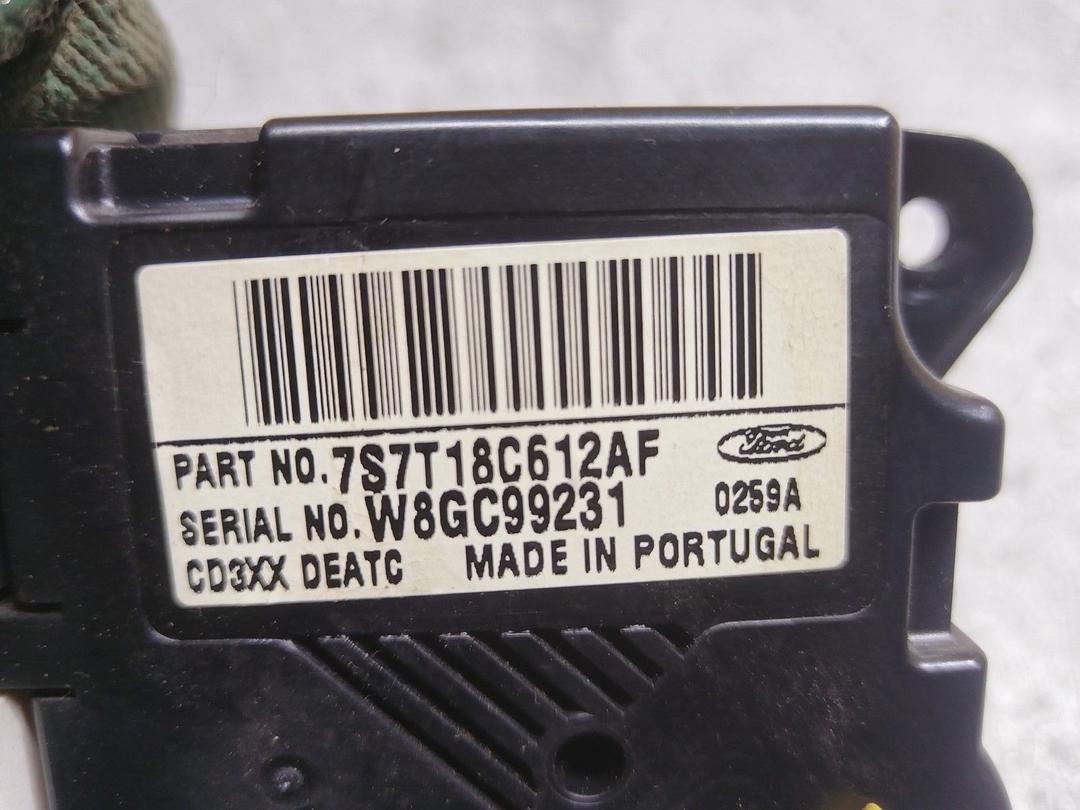 PART NO.7S7T18C612AF
Ford
SERIAL NO.W8GC99231
0259A
CD3XX DEATC MADE IN PORTUGAL